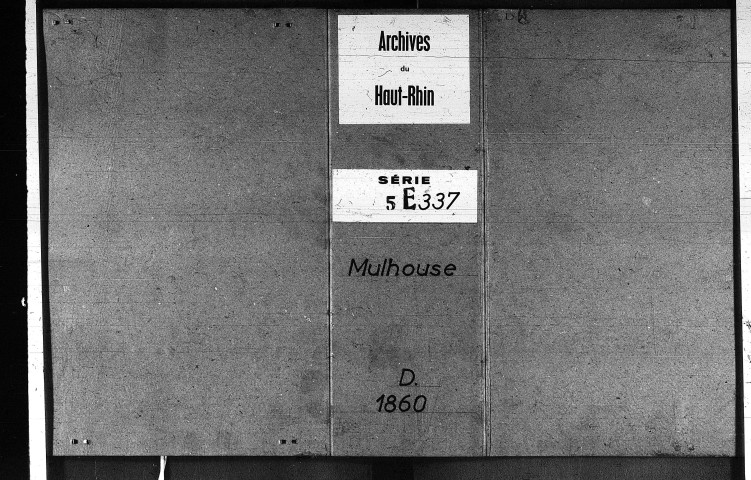 Archives
du
Haut-Rhin
SÉRIE
5 E 337
Mulhouse
D.
1860